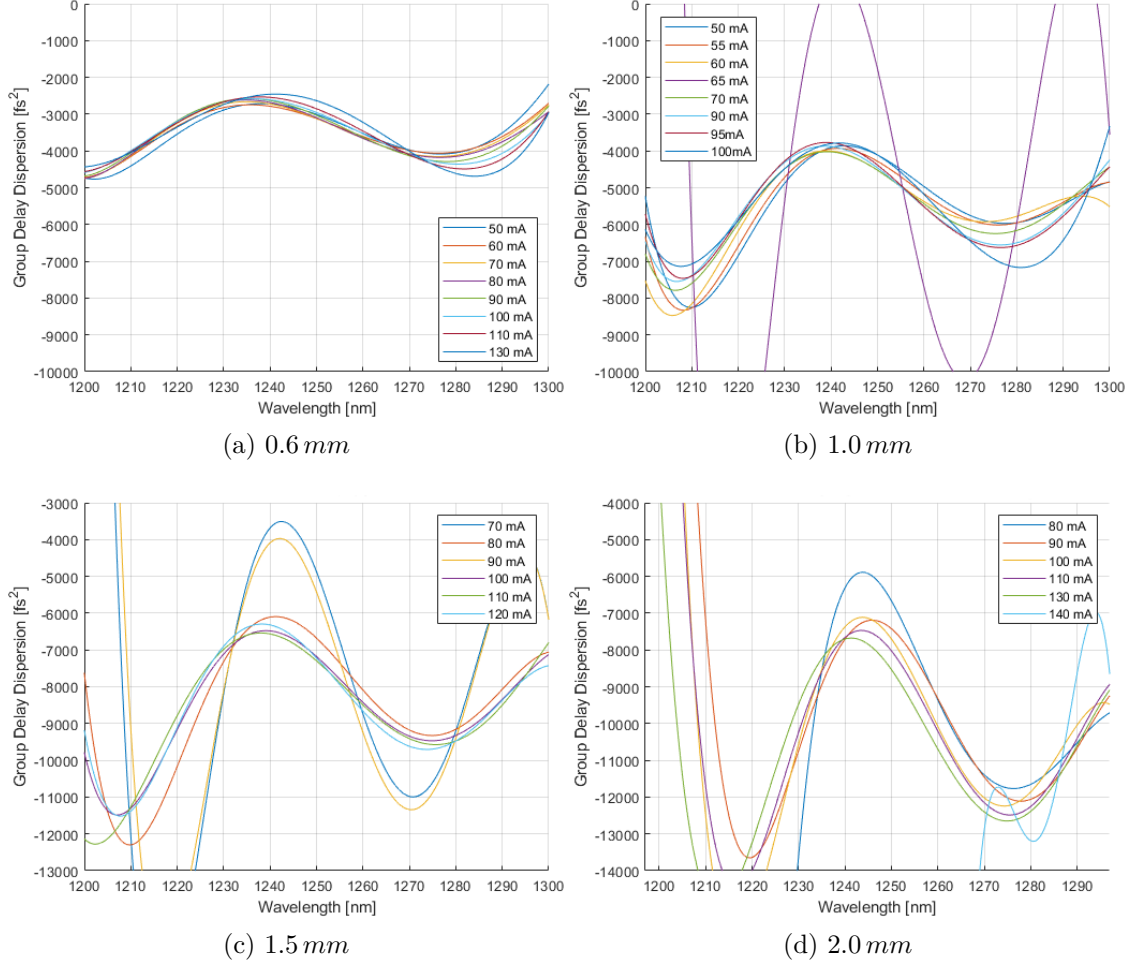 0
-1000
-2000
-3000
-4000
-5000
-6000
-7000
-8000
-9000
-10000
Group Delay Dispersion [fs²]
50 mA
60 mA
70 mA
80 mA
90 mA
100 mA
110 mA
130 mA
1200 1210 1220 1230 1240 1250 1260 1270 1280 1290 1300
Wavelength [nm]
(a) 0.6 mm
0
-1000
-2000
-3000
-4000
-5000
-6000
-7000
-8000
-9000
-10000
Group Delay Dispersion [fs²]
50 mA
55 mA
60 mA
65 mA
70 mA
90 mA
95mA
100mA
1200 1210 1220 1230 1240 1250 1260 1270 1280 1290 1300
Wavelength [nm]
(b) 1.0 mm
-3000
-4000
-5000
-6000
-7000
-8000
-9000
-10000
-11000
-12000
-13000
Group Delay Dispersion [fs²]
70 mA
80 mA
90 mA
100 mA
110 mA
120 mA
1200 1210 1220 1230 1240 1250 1260 1270 1280 1290 1300
Wavelength [nm]
(c) 1.5 mm
-4000
-5000
-6000
-7000
-8000
-9000
-10000
-11000
-12000
-13000
-14000
Group Delay Dispersion [fs²]
80 mA
90 mA
100 mA
110 mA
130 mA
140 mA
1200 1210 1220 1230 1240 1250 1260 1270 1280 1290
Wavelength [nm]
(d) 2.0 mm